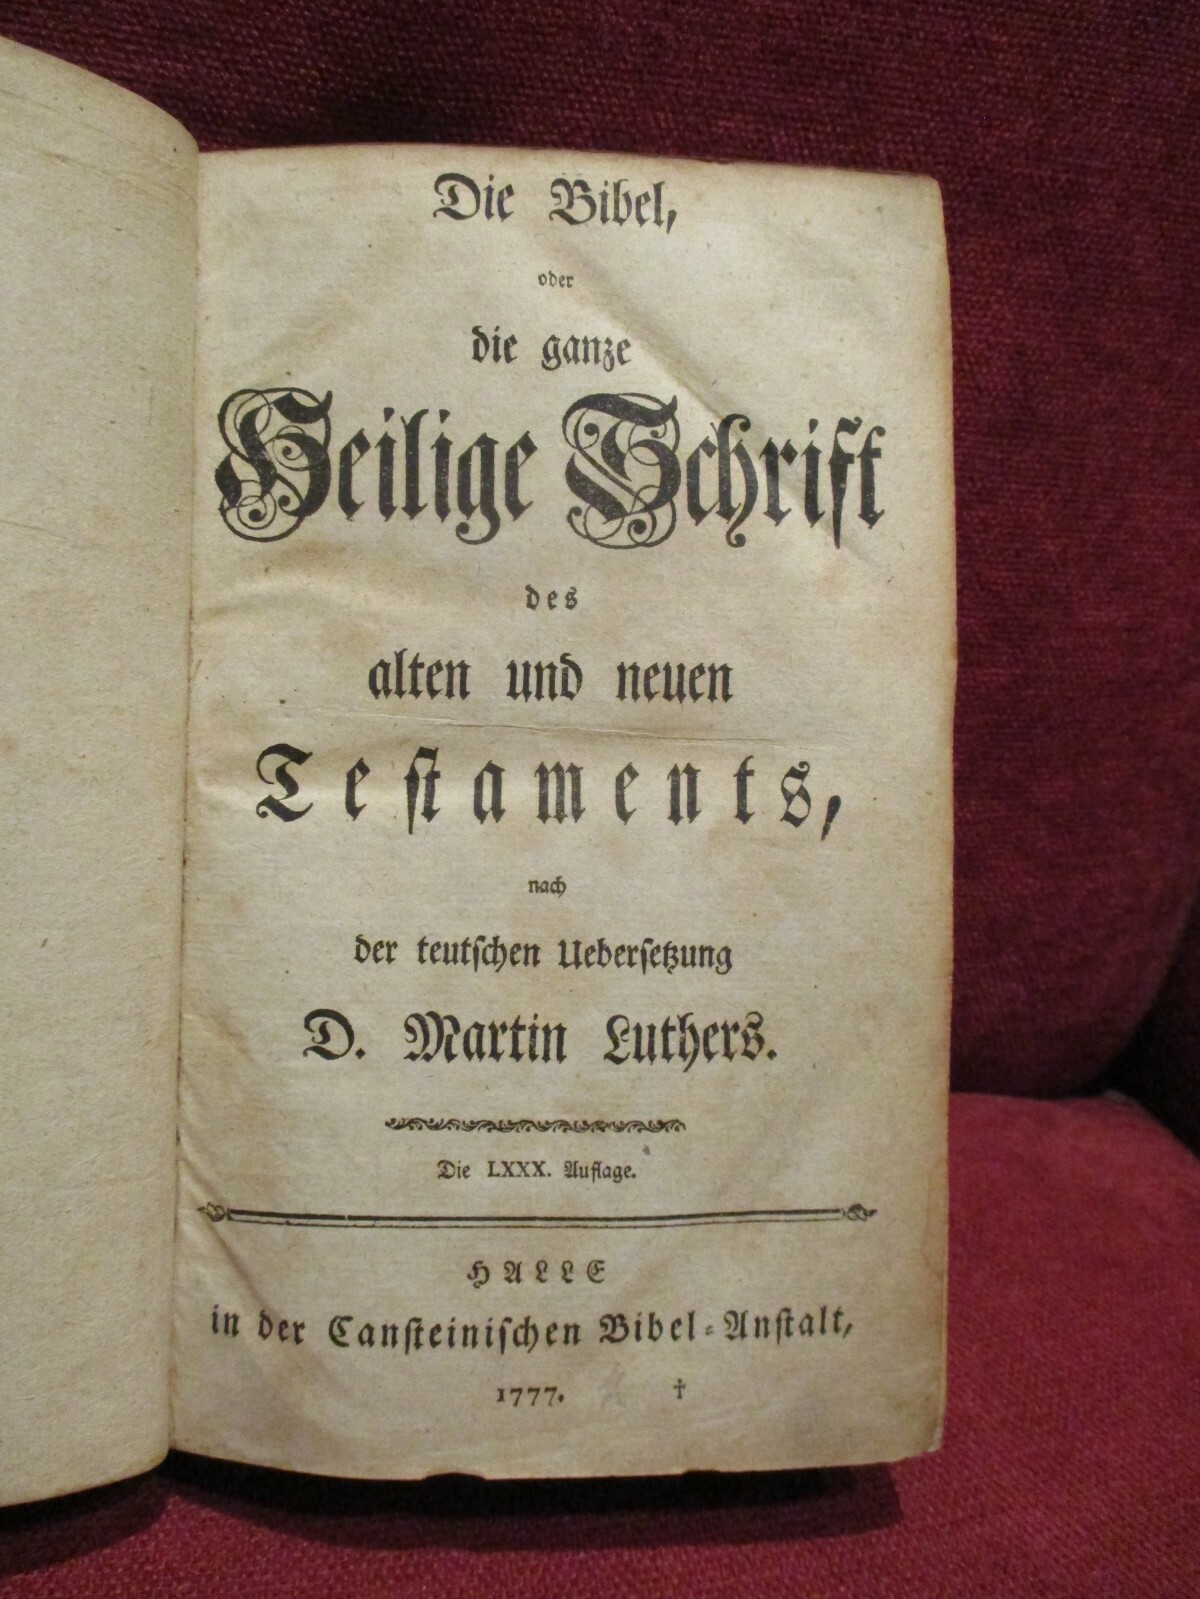 Die Bibel,
oder
die ganze
Heilige Schrift
des
alten und neuen
Teſtaments,
nach
der teutſchen Ueberſetzung
D. Martin Luthers.
Die LXXX. Auflage.
HALLE
in der Canſteiniſchen Bibel-Anſtalt,
1777. †